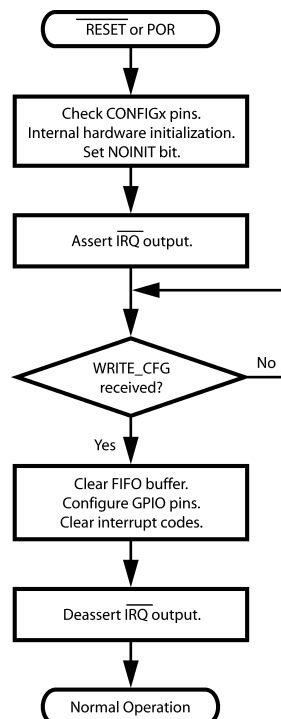 RESET or POR
Check CONFIGx pins.
Internal hardware initialization.
Set NOINIT bit.
Assert IRQ output.
WRITE_CFG
received?
No
Yes
Clear FIFO buffer.
Configure GPIO pins.
Clear interrupt codes.
Deassert IRQ output.
Normal Operation